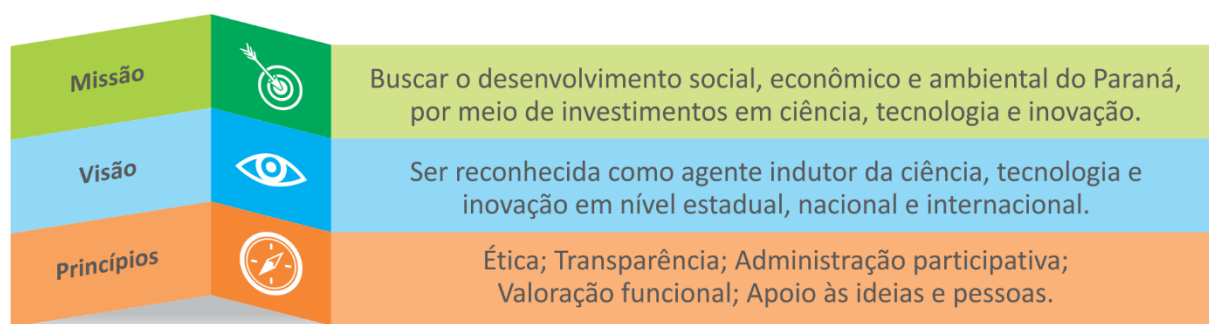 Missão
Buscar o desenvolvimento social, econômico e ambiental do Paraná,
por meio de investimentos em ciência, tecnologia e inovação.
Visão
Ser reconhecida como agente indutor da ciência, tecnologia e
inovação em nível estadual, nacional e internacional.
Princípios
Ética; Transparência; Administração participativa;
Valoração funcional; Apoio às ideias e pessoas.